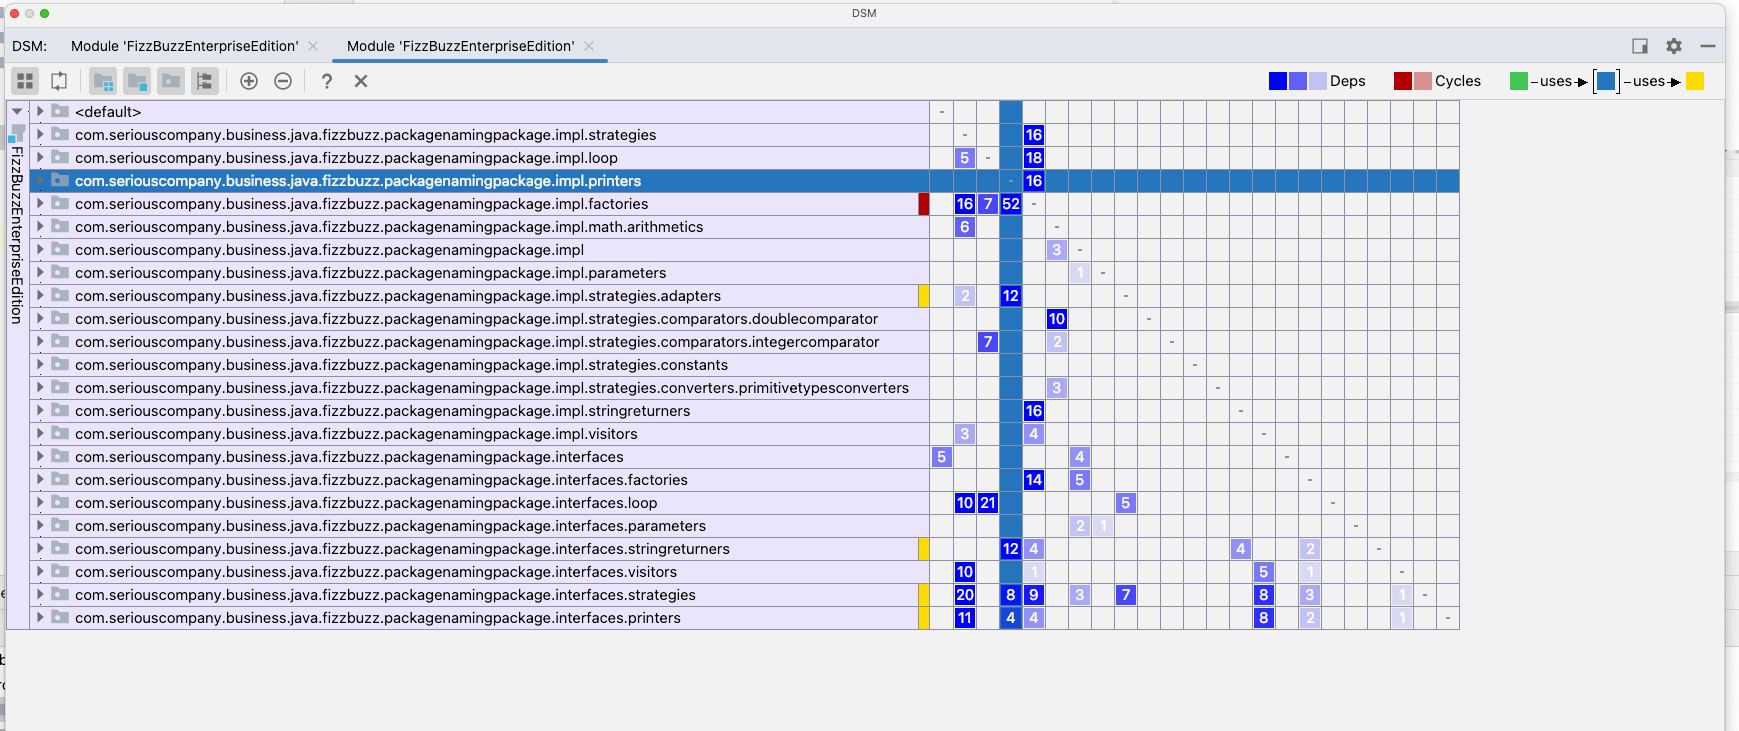 DSM
DSM: Module 'FizzBuzzEnterpriseEdition' Module 'FizzBuzzEnterpriseEdition'
? Deps Cycles –uses [ ] –uses
FizzBuzzEnterpriseEdition
<default> -
com.seriouscompany.business.java.fizzbuzz.packagenamingpackage.impl.strategies - 16
com.seriouscompany.business.java.fizzbuzz.packagenamingpackage.impl.loop 5 - 18
com.seriouscompany.business.java.fizzbuzz.packagenamingpackage.impl.printers - 16
com.seriouscompany.business.java.fizzbuzz.packagenamingpackage.impl.factories 16 7 52 -
com.seriouscompany.business.java.fizzbuzz.packagenamingpackage.impl.math.arithmetics 6 -
com.seriouscompany.business.java.fizzbuzz.packagenamingpackage.impl 3 -
com.seriouscompany.business.java.fizzbuzz.packagenamingpackage.impl.parameters 1 -
com.seriouscompany.business.java.fizzbuzz.packagenamingpackage.impl.strategies.adapters 2 12 -
com.seriouscompany.business.java.fizzbuzz.packagenamingpackage.impl.strategies.comparators.doublecomparator 10 -
com.seriouscompany.business.java.fizzbuzz.packagenamingpackage.impl.strategies.comparators.integercomparator 7 2 -
com.seriouscompany.business.java.fizzbuzz.packagenamingpackage.impl.strategies.constants -
com.seriouscompany.business.java.fizzbuzz.packagenamingpackage.impl.strategies.converters.primitivetypesconverters 3 -
com.seriouscompany.business.java.fizzbuzz.packagenamingpackage.impl.stringreturners 16 -
com.seriouscompany.business.java.fizzbuzz.packagenamingpackage.impl.visitors 3 4 -
com.seriouscompany.business.java.fizzbuzz.packagenamingpackage.interfaces 5 4 -
com.seriouscompany.business.java.fizzbuzz.packagenamingpackage.interfaces.factories 14 5 -
com.seriouscompany.business.java.fizzbuzz.packagenamingpackage.interfaces.loop 10 21 5 -
com.seriouscompany.business.java.fizzbuzz.packagenamingpackage.interfaces.parameters 2 1 -
com.seriouscompany.business.java.fizzbuzz.packagenamingpackage.interfaces.stringreturners 12 4 4 2 -
com.seriouscompany.business.java.fizzbuzz.packagenamingpackage.interfaces.visitors 10 1 5 1 -
com.seriouscompany.business.java.fizzbuzz.packagenamingpackage.interfaces.strategies 20 8 9 3 7 8 3 1 -
com.seriouscompany.business.java.fizzbuzz.packagenamingpackage.interfaces.printers 11 4 4 8 2 1 -